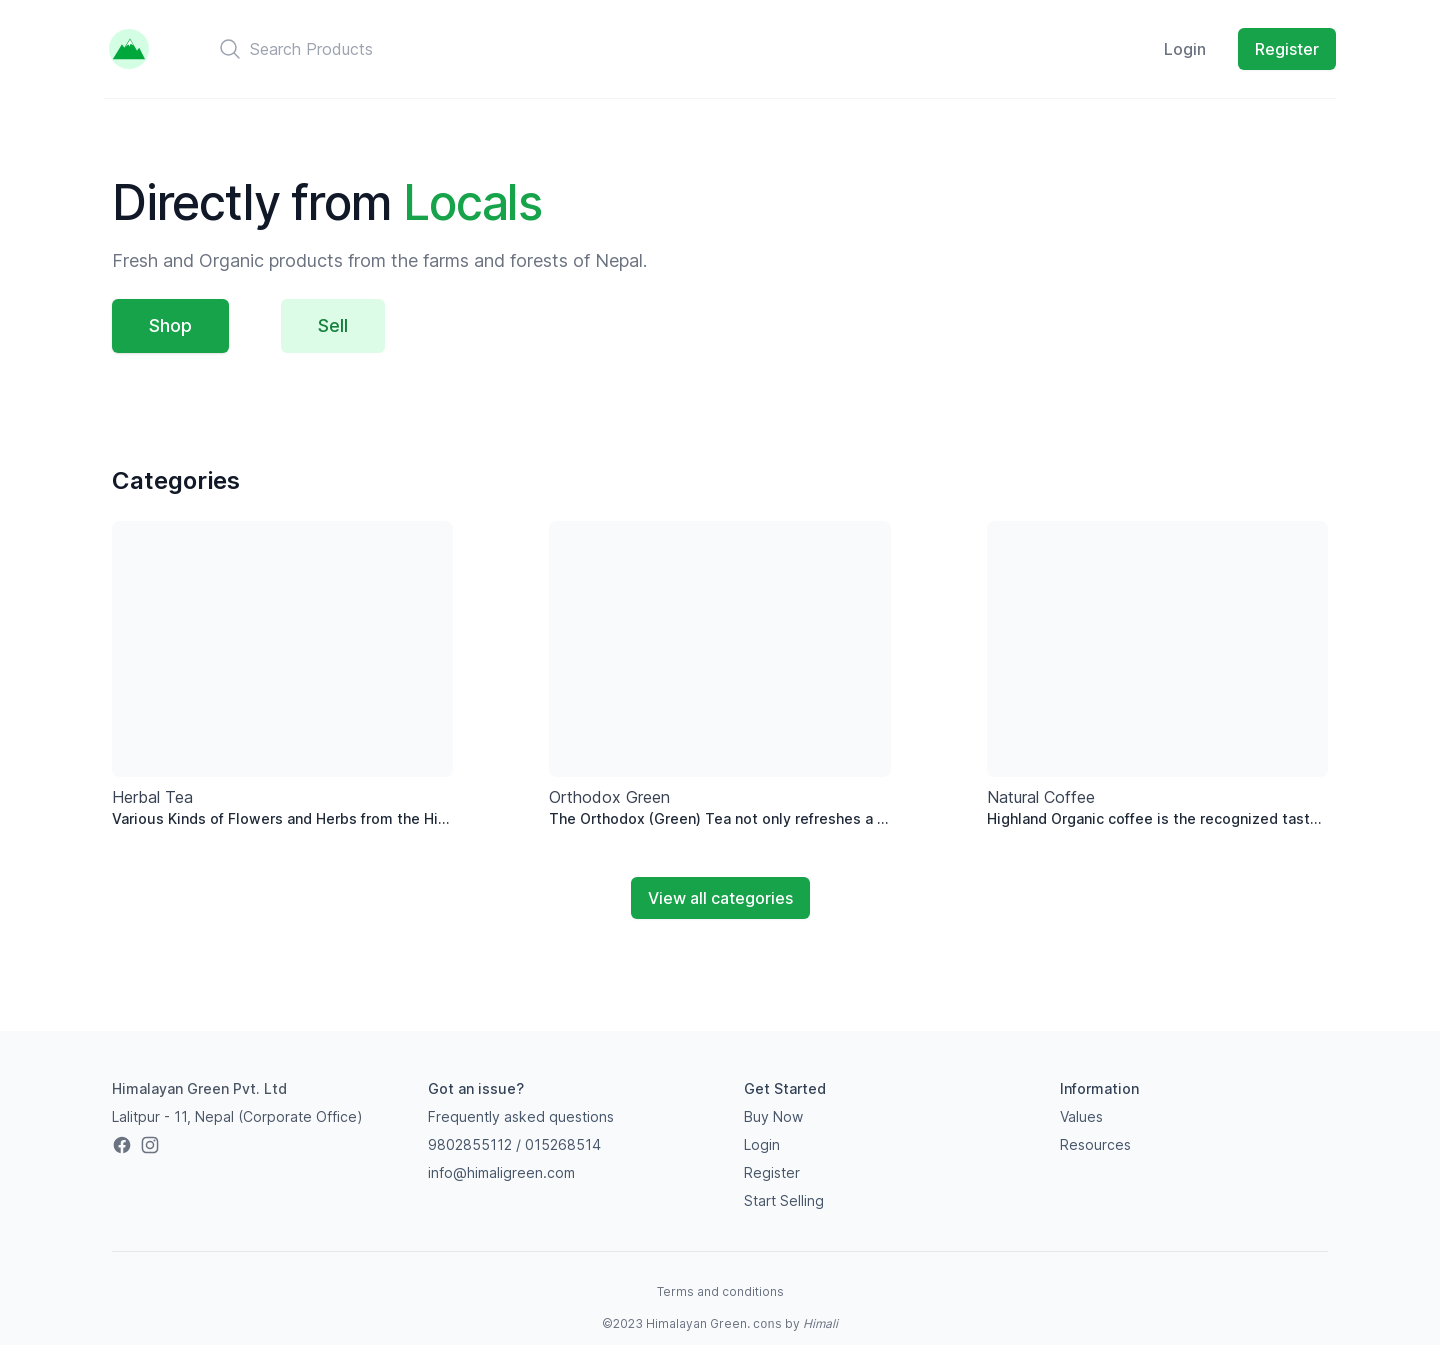 Search Products
Login
Register
Directly from Locals
Fresh and Organic products from the farms and forests of Nepal.
Shop
Sell
Categories
Herbal Tea
Various Kinds of Flowers and Herbs from the Hi...
Orthodox Green
The Orthodox (Green) Tea not only refreshes a ...
Natural Coffee
Highland Organic coffee is the recognized tast...
View all categories
Himalayan Green Pvt. Ltd
Lalitpur - 11, Nepal (Corporate Office)
Got an issue?
Frequently asked questions
9802855112 / 015268514
info@himaligreen.com
Get Started
Buy Now
Login
Register
Start Selling
Information
Values
Resources
Terms and conditions
©2023 Himalayan Green. cons by Himali